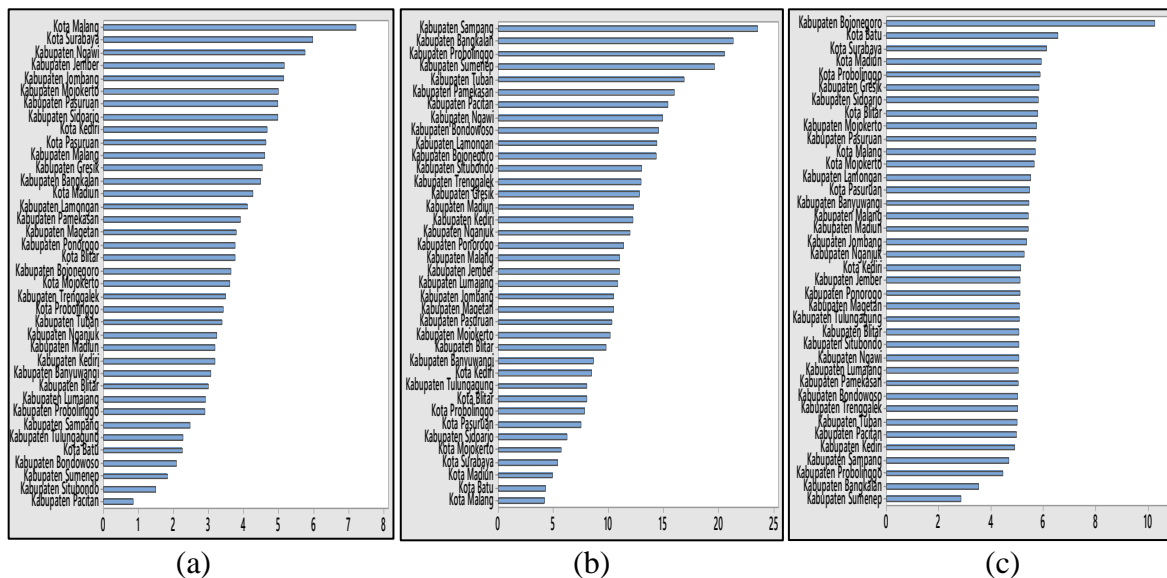 Kota Malang
Kota Surabaya
Kabupaten Ngawi
Kabupaten Jember
Kabupaten Jombang
Kabupaten Mojokerto
Kabupaten Pasuruan
Kabupaten Sidoarjo
Kota Kediri
Kota Pasuruan
Kabupaten Malang
Kabupaten Gresik
Kabupaten Bangkalan
Kota Madiun
Kabupaten Lamongan
Kabupaten Pamekasan
Kabupaten Magetan
Kabupaten Ponorogo
Kota Blitar
Kabupaten Bojonegoro
Kota Mojokerto
Kabupaten Trenggalek
Kota Probolinggo
Kabupaten Tuban
Kabupaten Nganjuk
Kabupaten Madiun
Kabupaten Kediri
Kabupaten Banyuwangi
Kabupaten Blitar
Kabupaten Lumajang
Kabupaten Probolinggo
Kabupaten Sampang
Kabupaten Tulungagung
Kota Batu
Kabupaten Bondowoso
Kabupaten Sumenep
Kabupaten Situbondo
Kabupaten Pacitan
0 1 2 3 4 5 6 7 8
(a)
Kabupaten Sampang
Kabupaten Bangkalan
Kabupaten Probolinggo
Kabupaten Sumenep
Kabupaten Tuban
Kabupaten Pamekasan
Kabupaten Pacitan
Kabupaten Ngawi
Kabupaten Bondowoso
Kabupaten Lamongan
Kabupaten Bojonegoro
Kabupaten Situbondo
Kabupaten Trenggalek
Kabupaten Gresik
Kabupaten Madiun
Kabupaten Kediri
Kabupaten Nganjuk
Kabupaten Ponorogo
Kabupaten Malang
Kabupaten Jember
Kabupaten Lumajang
Kabupaten Jombang
Kabupaten Magetan
Kabupaten Pasuruan
Kabupaten Mojokerto
Kabupaten Blitar
Kabupaten Banyuwangi
Kota Kediri
Kabupaten Tulungagung
Kota Blitar
Kota Probolinggo
Kota Pasuruan
Kabupaten Sidoarjo
Kota Mojokerto
Kota Surabaya
Kota Madiun
Kota Batu
Kota Malang
0 5 10 15 20 25
(b)
Kabupaten Bojonegoro
Kota Batu
Kota Surabaya
Kota Madiun
Kota Probolinggo
Kabupaten Gresik
Kabupaten Sidoarjo
Kota Blitar
Kabupaten Mojokerto
Kabupaten Pasuruan
Kota Malang
Kota Mojokerto
Kabupaten Lamongan
Kota Pasuruan
Kabupaten Banyuwangi
Kabupaten Malang
Kabupaten Madiun
Kabupaten Jombang
Kabupaten Nganjuk
Kota Kediri
Kabupaten Jember
Kabupaten Ponorogo
Kabupaten Magetan
Kabupaten Tulungagung
Kabupaten Blitar
Kabupaten Situbondo
Kabupaten Ngawi
Kabupaten Lumajang
Kabupaten Pamekasan
Kabupaten Bondowoso
Kabupaten Trenggalek
Kabupaten Tuban
Kabupaten Pacitan
Kabupaten Kediri
Kabupaten Sampang
Kabupaten Probolinggo
Kabupaten Bangkalan
Kabupaten Sumenep
0 2 4 6 8 10
(c)